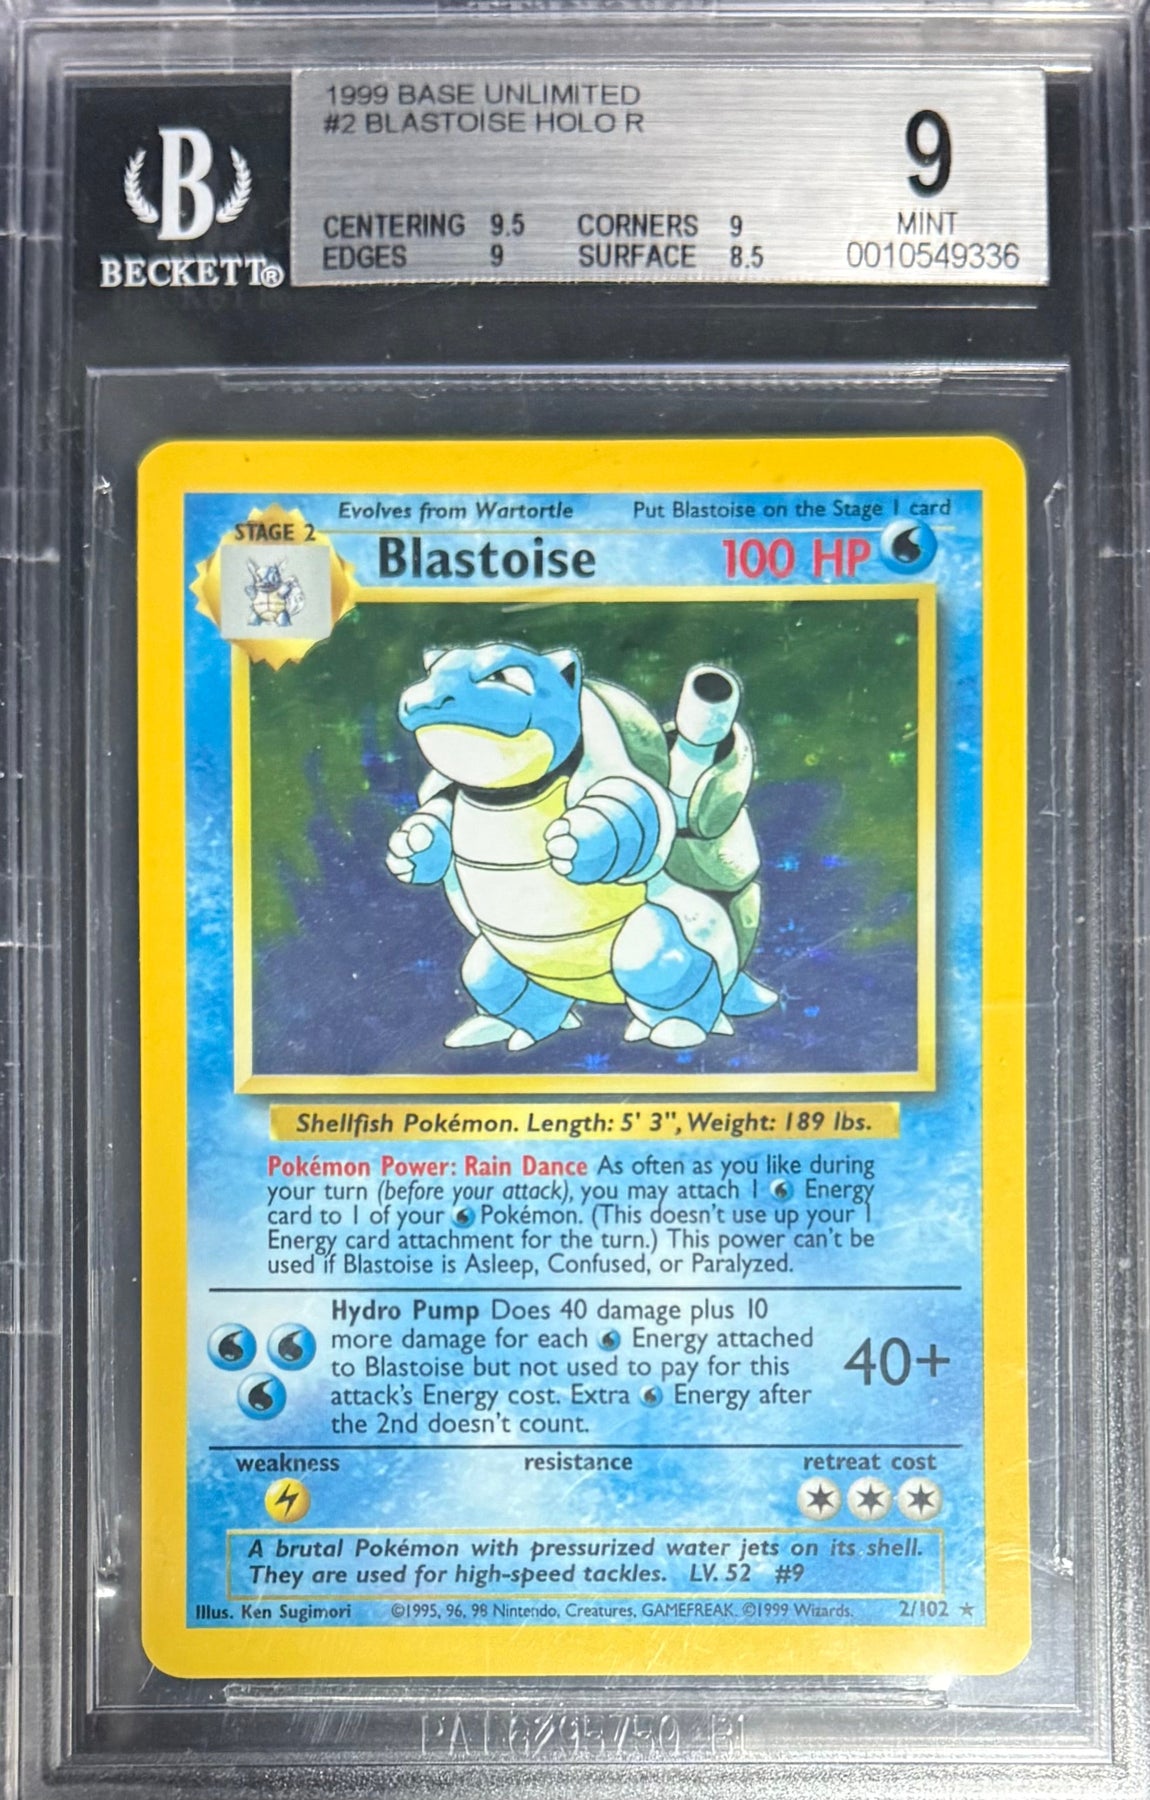 1999 BASE UNLIMITED
#2 BLASTOISE HOLO R
9
CENTERING 9.5 CORNERS 9
MINT
EDGES 9 SURFACE 8.5
0010549336
B
BECKETT®
Evolves from Wartortle Put Blastoise on the Stage 1 card
STAGE 2
Blastoise 100 HP
Shellfish Pokémon. Length: 5' 3", Weight: 189 lbs.
Pokémon Power: Rain Dance As often as you like during
your turn (before your attack), you may attach 1 Energy
card to 1 of your Pokémon. (This doesn't use up your 1
Energy card attachment for the turn.) This power can't be
used if Blastoise is Asleep, Confused, or Paralyzed.
Hydro Pump Does 40 damage plus 10
more damage for each Energy attached
to Blastoise but not used to pay for this
attack's Energy cost. Extra Energy after
the 2nd doesn't count.
40+
weakness resistance retreat cost
A brutal Pokémon with pressurized water jets on its shell.
They are used for high-speed tackles. LV. 52 #9
Illus. Ken Sugimori ©1995, 96, 98 Nintendo, Creatures, GAMEFREAK. ©1999 Wizards. 2/102 ★